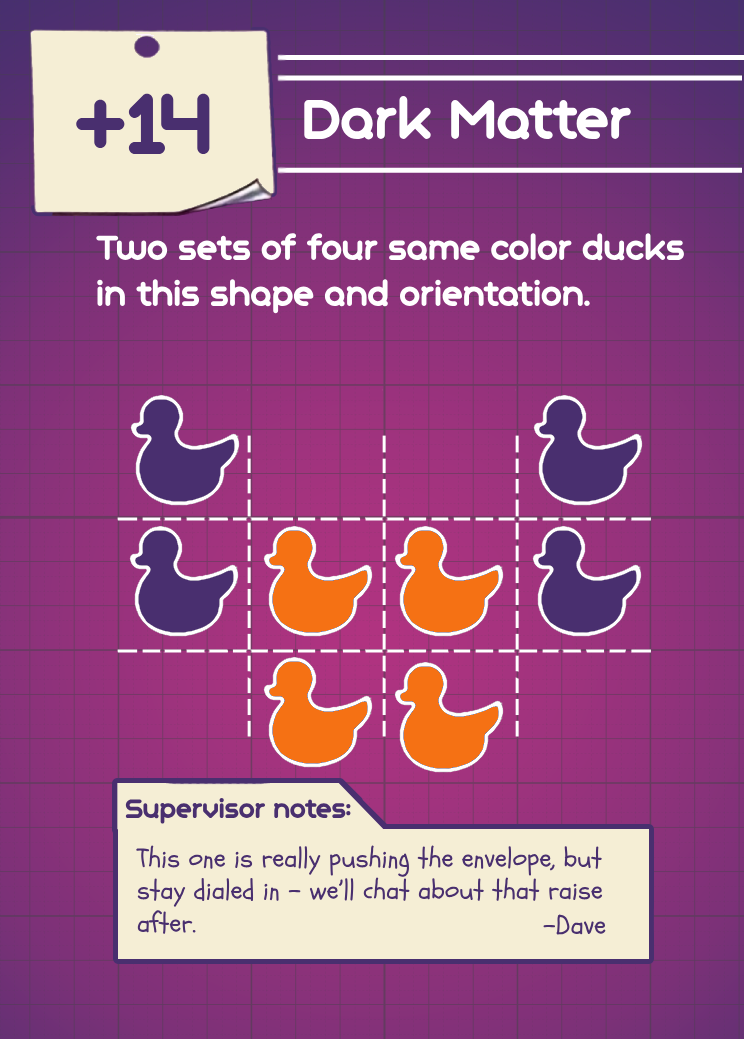 +14
Dark Matter
Two sets of four same color ducks
in this shape and orientation.
Supervisor notes:
This one is really pushing the envelope, but
stay dialed in – we'll chat about that raise
after.
–Dave